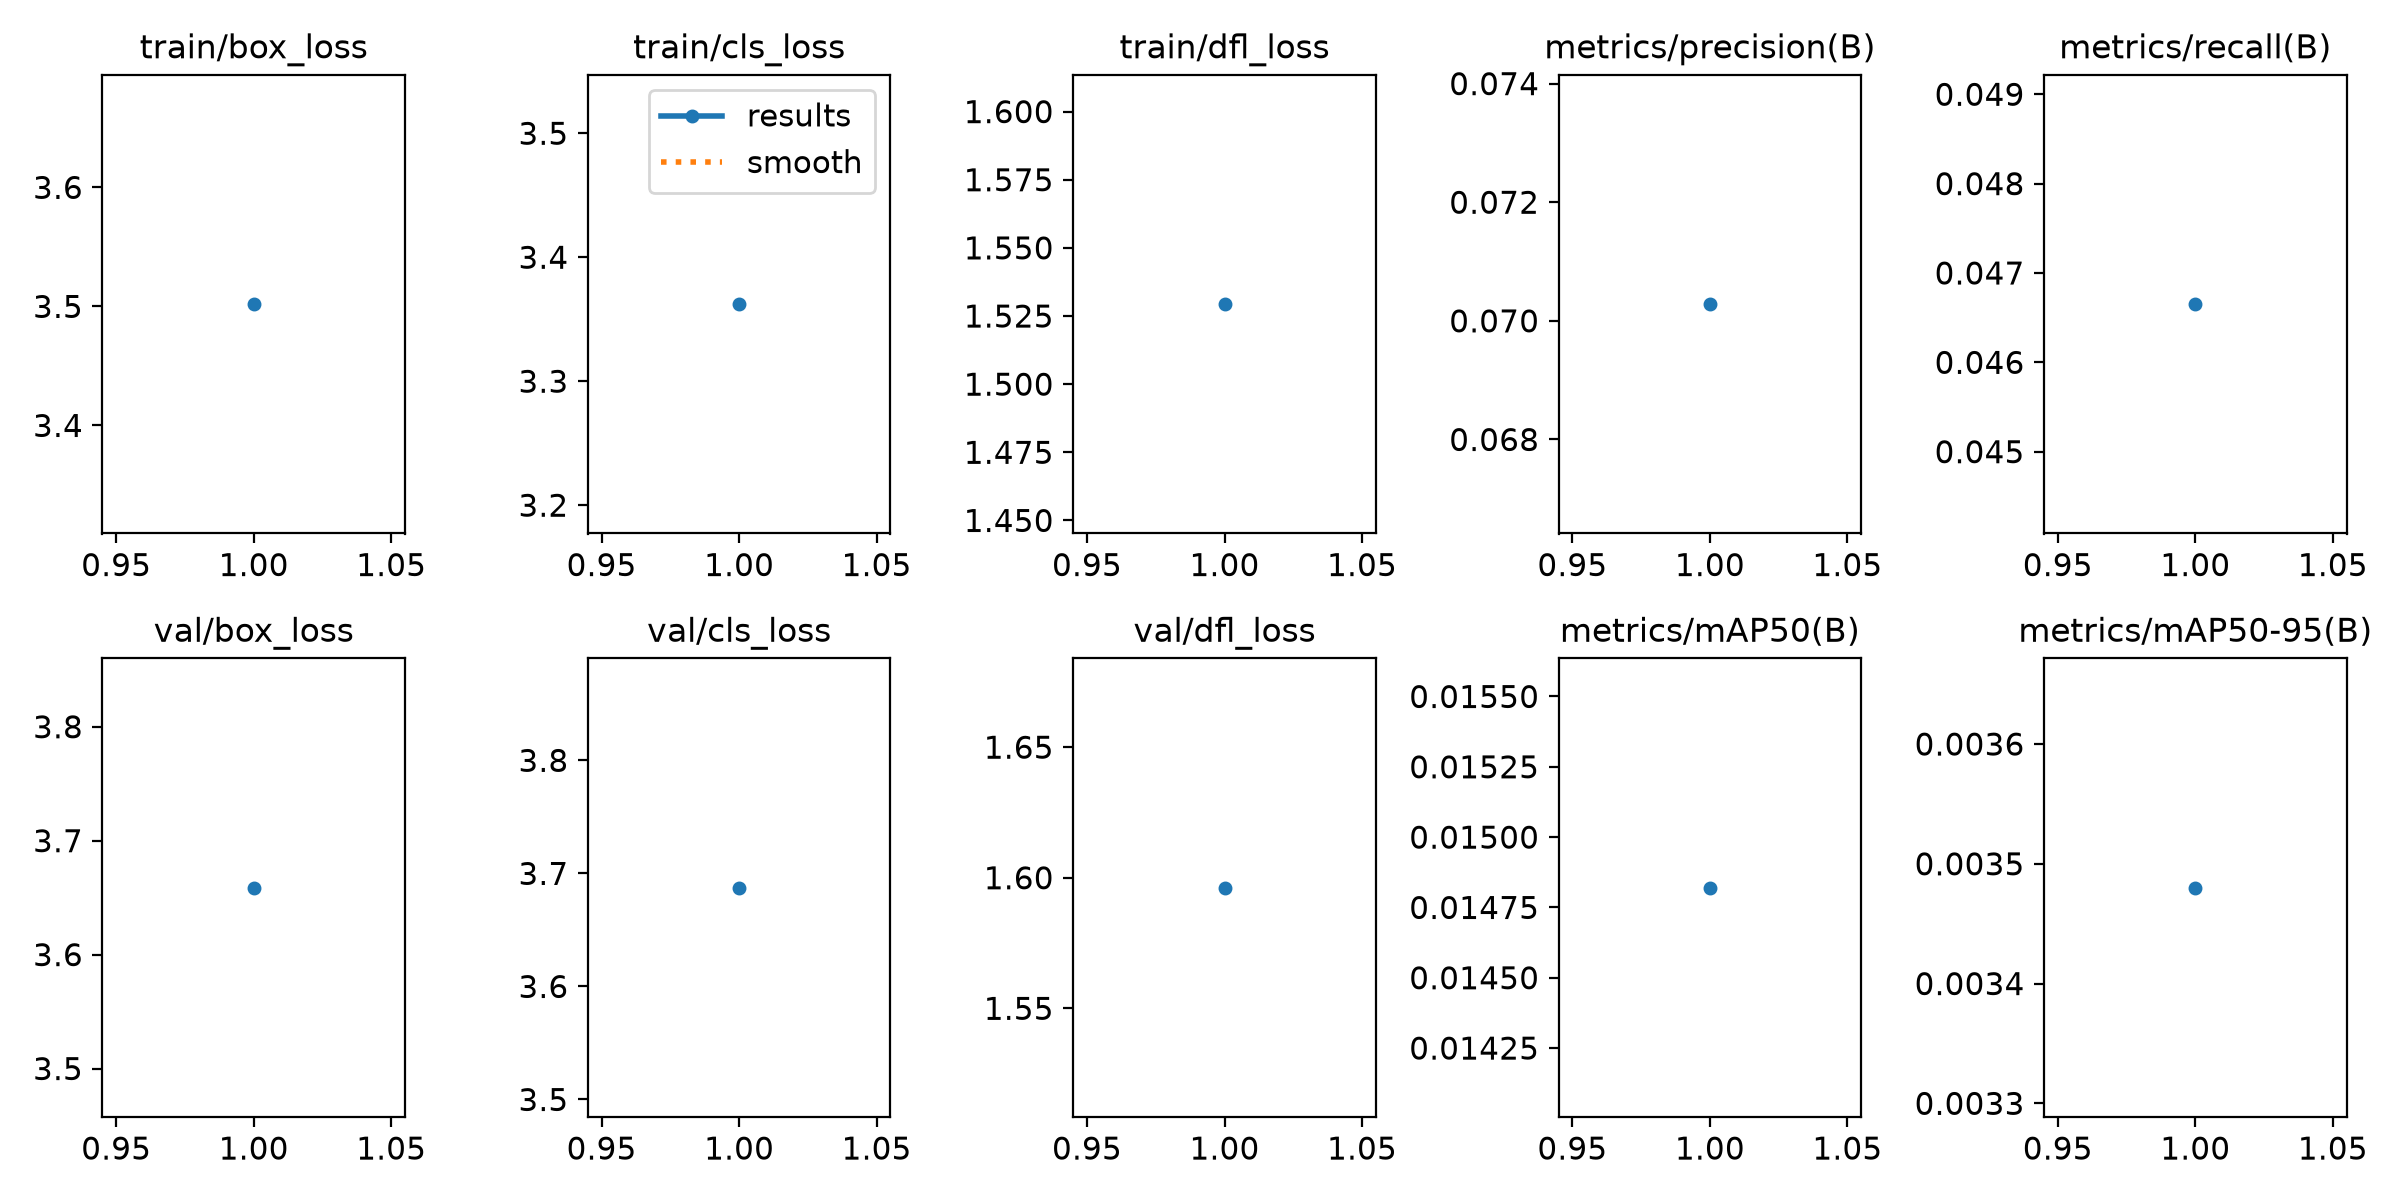 train/box_loss
3.6
3.5
3.4
0.95 1.00 1.05
train/cls_loss
results
smooth
3.5
3.4
3.3
3.2
0.95 1.00 1.05
train/dfl_loss
1.600
1.575
1.550
1.525
1.500
1.475
1.450
0.95 1.00 1.05
metrics/precision(B)
0.074
0.072
0.070
0.068
0.95 1.00 1.05
metrics/recall(B)
0.049
0.048
0.047
0.046
0.045
0.95 1.00 1.05
val/box_loss
3.8
3.7
3.6
3.5
0.95 1.00 1.05
val/cls_loss
3.8
3.7
3.6
3.5
0.95 1.00 1.05
val/dfl_loss
1.65
1.60
1.55
0.95 1.00 1.05
metrics/mAP50(B)
0.01550
0.01525
0.01500
0.01475
0.01450
0.01425
0.95 1.00 1.05
metrics/mAP50-95(B)
0.0036
0.0035
0.0034
0.0033
0.95 1.00 1.05